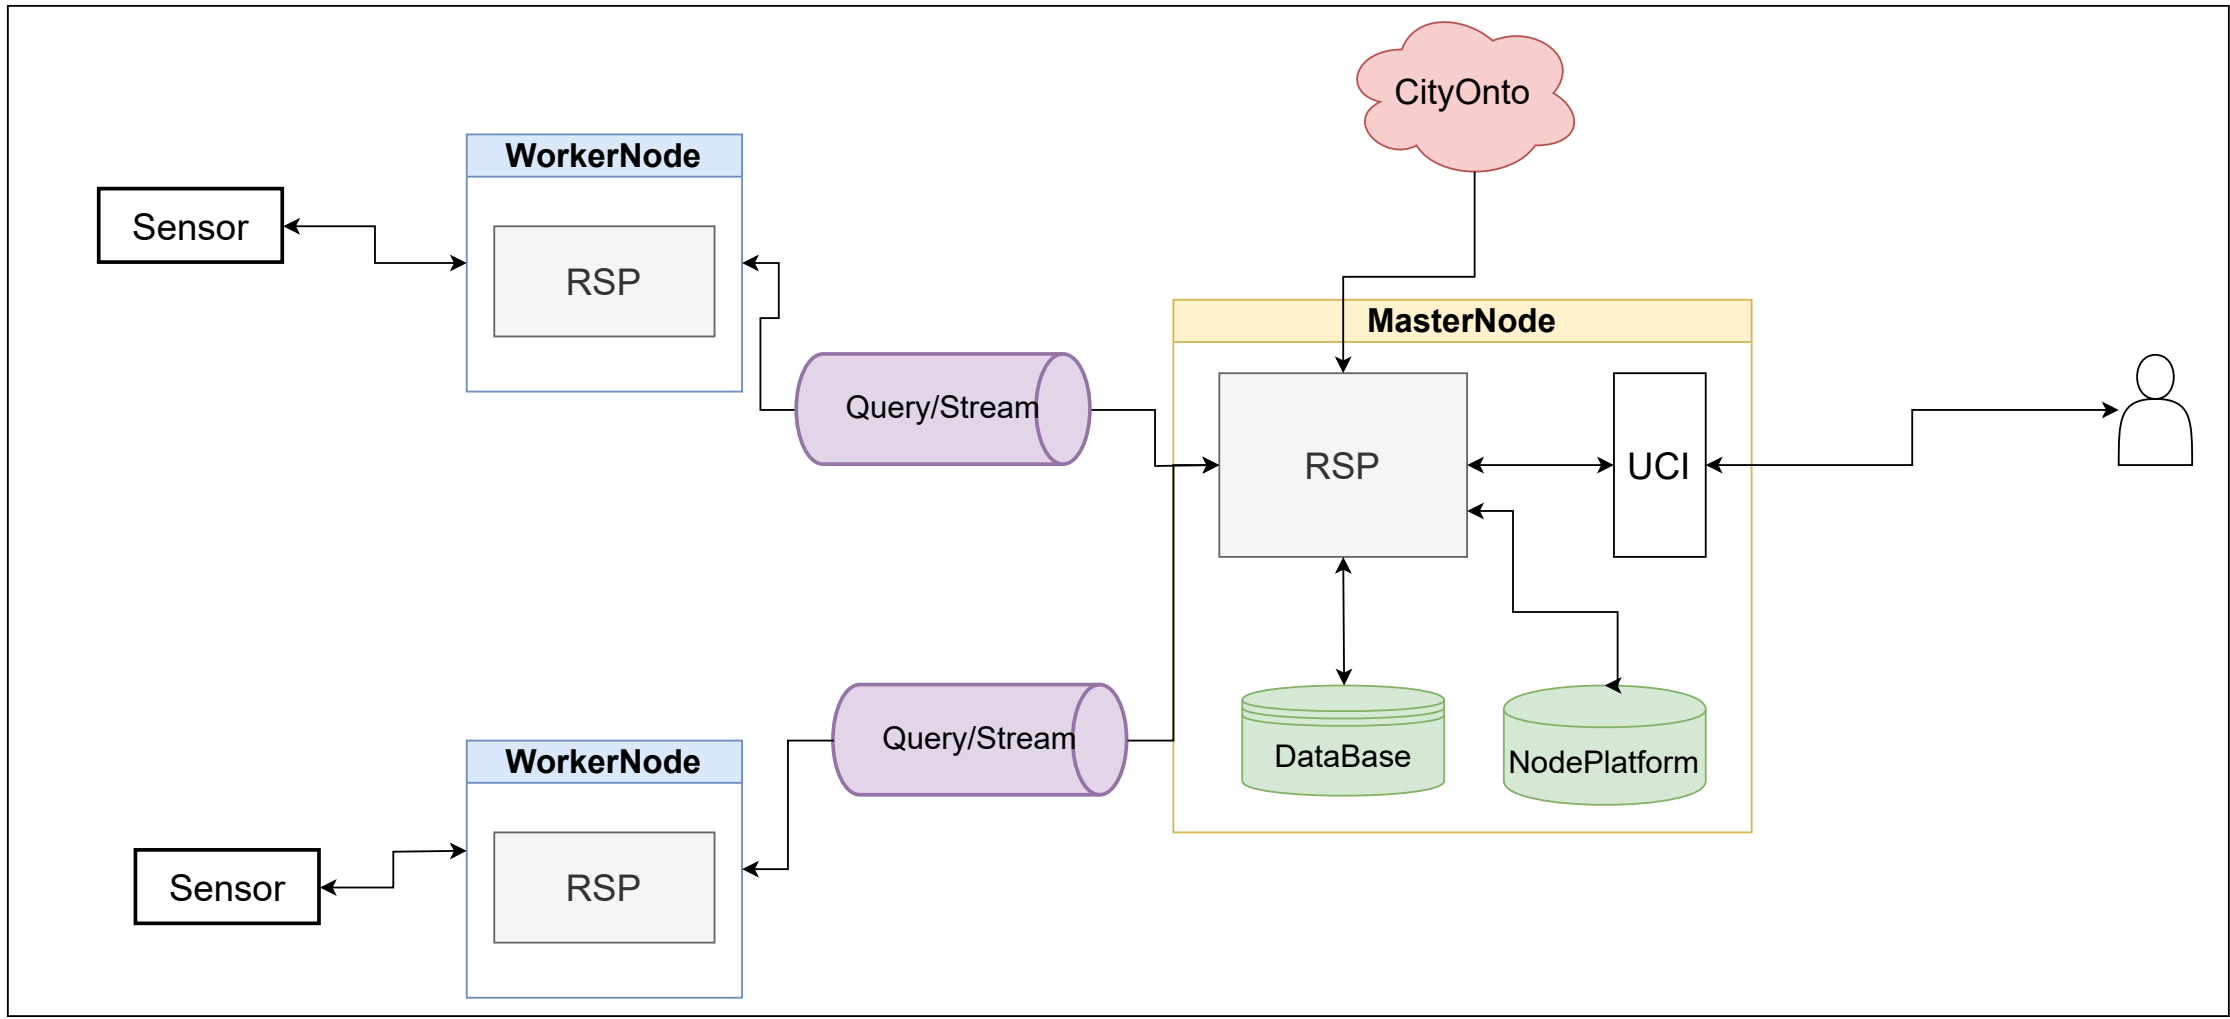 CityOnto
WorkerNode
Sensor
RSP
MasterNode
Query/Stream
RSP
UCI
Query/Stream
DataBase
NodePlatform
WorkerNode
Sensor
RSP